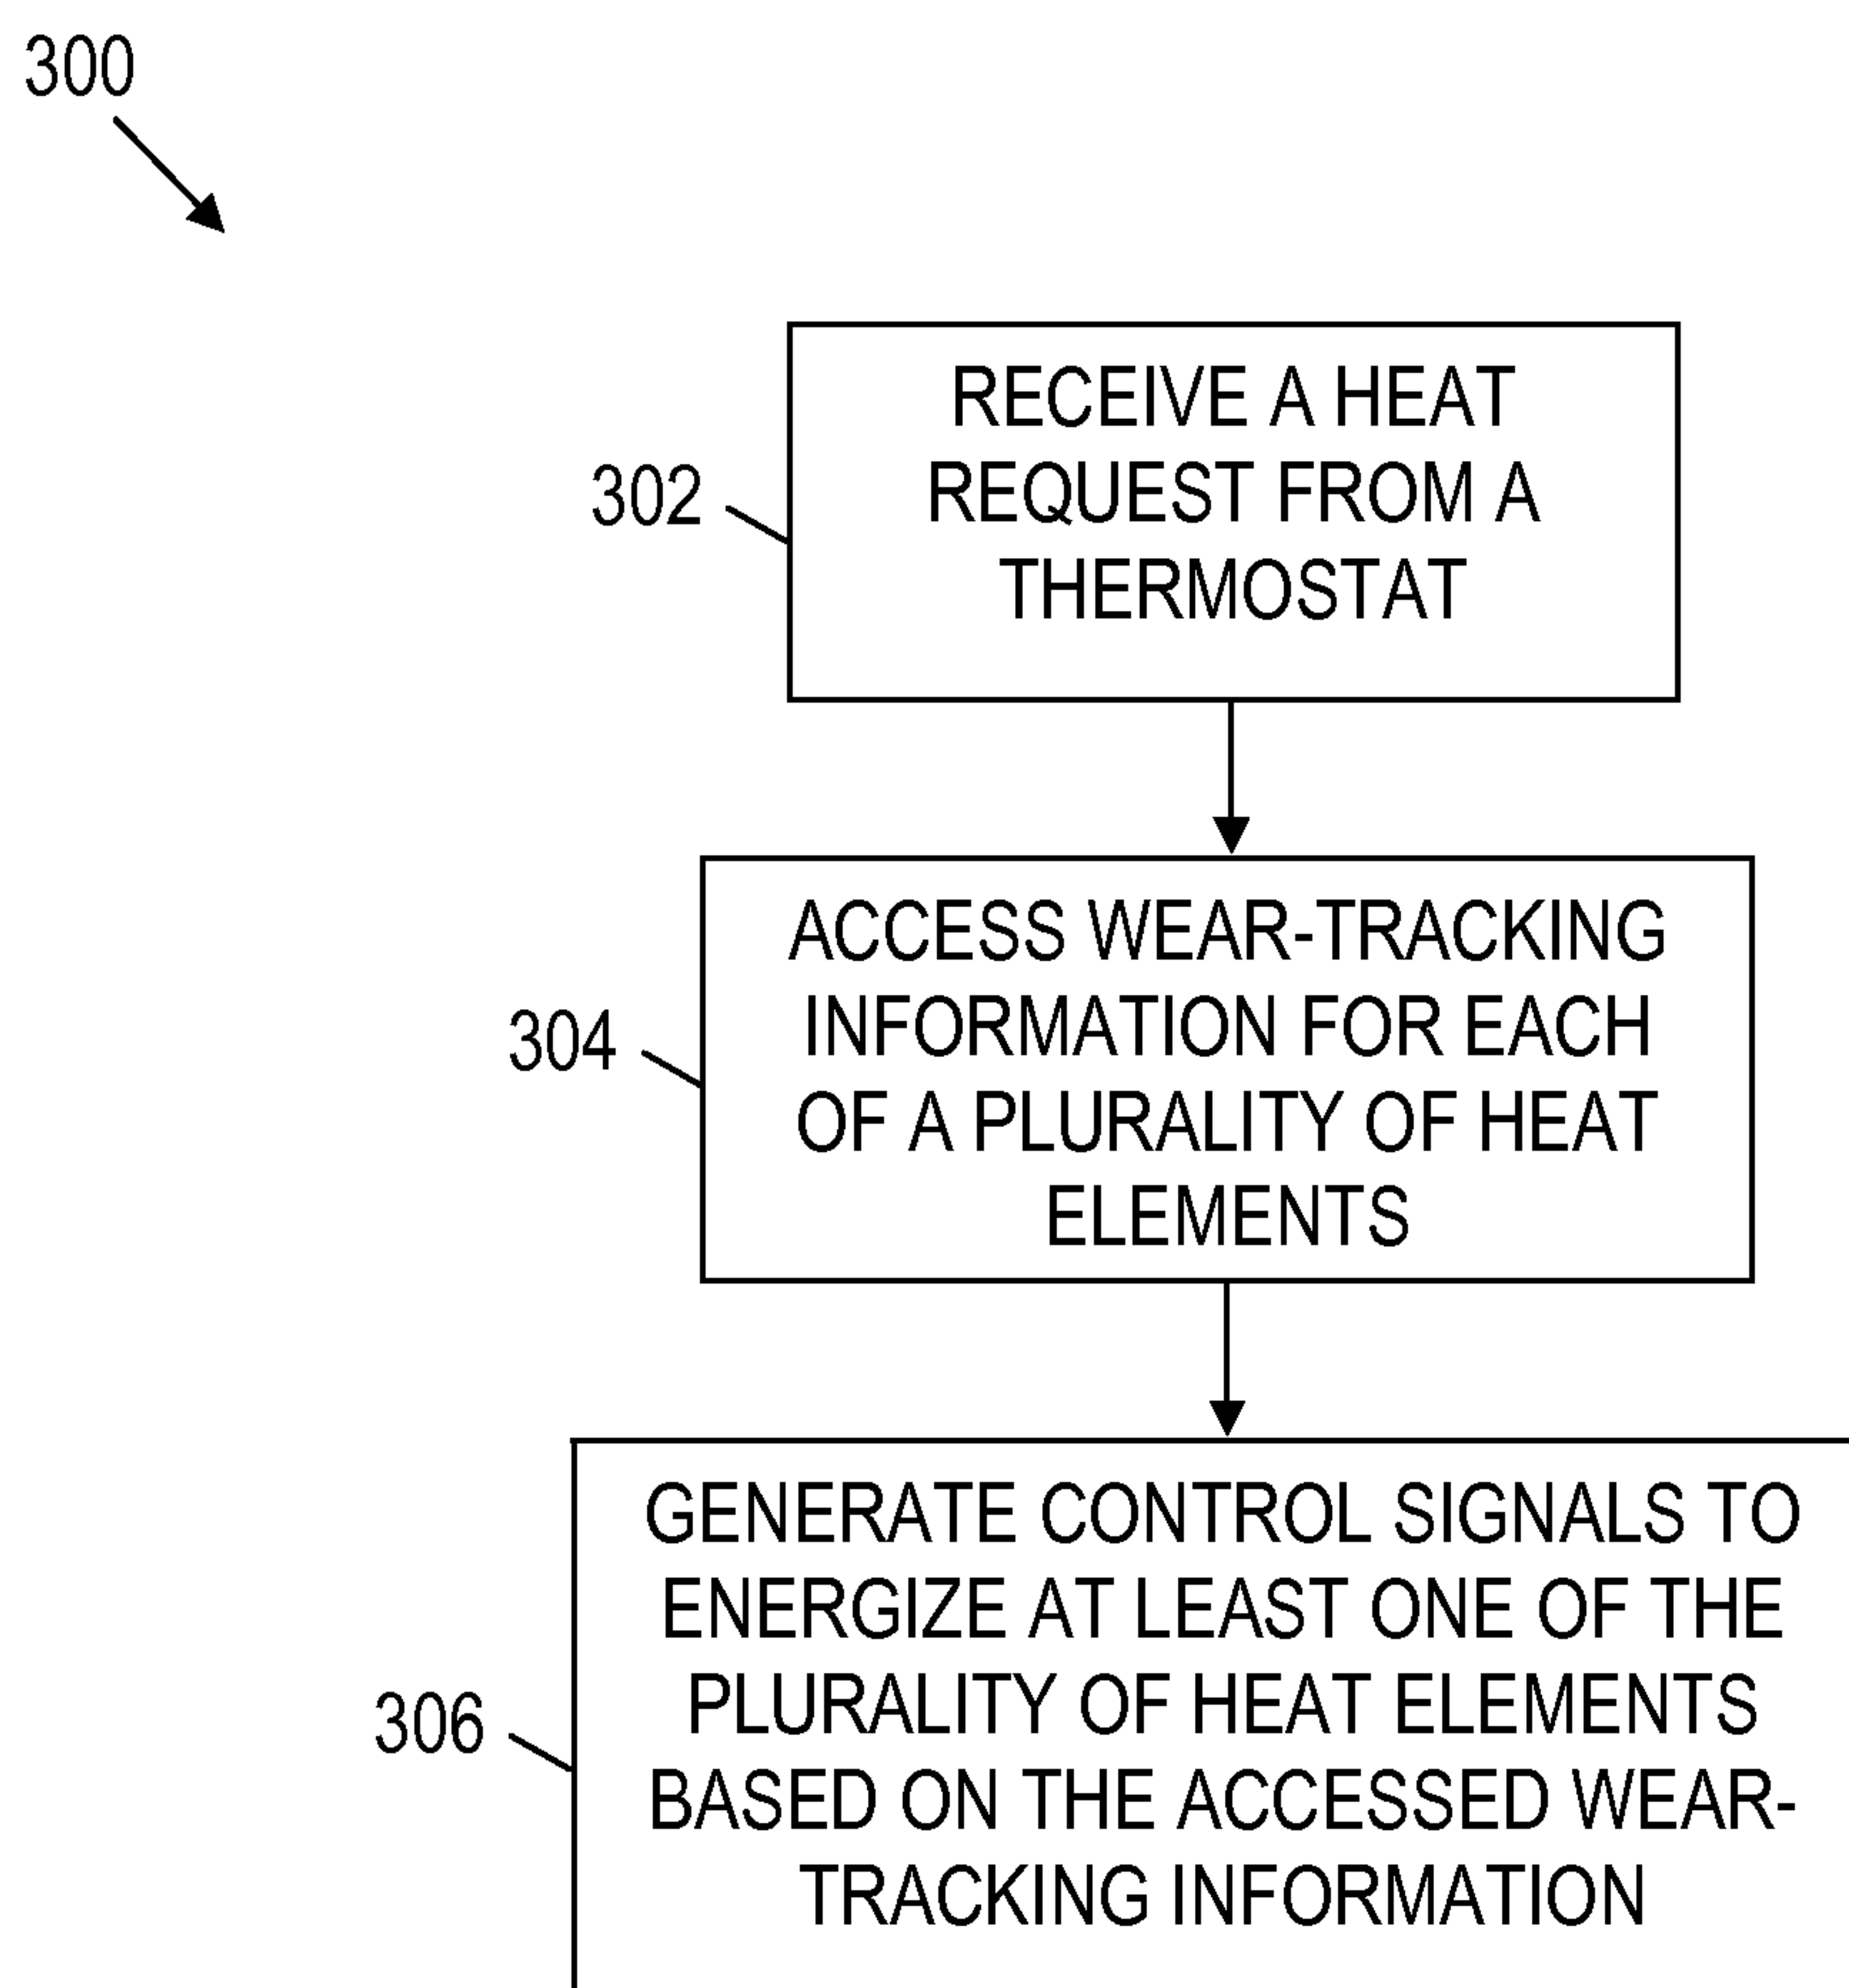 300
302
RECEIVE A HEAT
REQUEST FROM A
THERMOSTAT
304
ACCESS WEAR-TRACKING
INFORMATION FOR EACH
OF A PLURALITY OF HEAT
ELEMENTS
306
GENERATE CONTROL SIGNALS TO
ENERGIZE AT LEAST ONE OF THE
PLURALITY OF HEAT ELEMENTS
BASED ON THE ACCESSED WEAR-
TRACKING INFORMATION